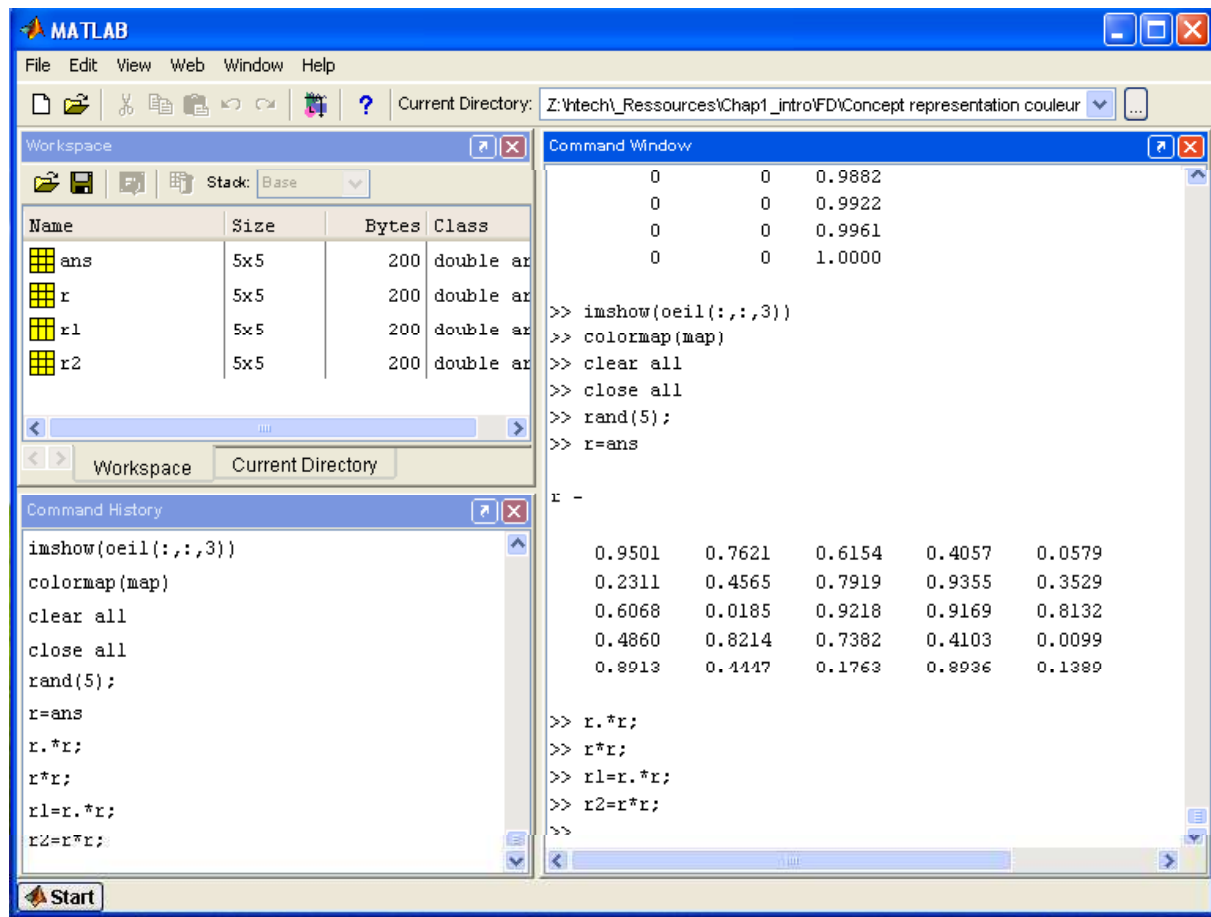 MATLAB
File Edit View Web Window Help
? Current Directory: Z:\htech\_Ressources\Chap1_intro\FD\Concept representation couleur ...
Workspace
Stack: Base
Name Size Bytes Class
ans 5x5 200 double ar
r 5x5 200 double ar
r1 5x5 200 double ar
r2 5x5 200 double ar
Workspace Current Directory
Command History
imshow(oeil(:,:,3))
colormap(map)
clear all
close all
rand(5);
r=ans
r.*r;
r*r;
r1=r.*r;
r2=r*r;
Command Window
0 0 0.9882
0 0 0.9922
0 0 0.9961
0 0 1.0000
>> imshow(oeil(:,:,3))
>> colormap(map)
>> clear all
>> close all
>> rand(5);
>> r=ans
r =
0.9501 0.7621 0.6154 0.4057 0.0579
0.2311 0.4565 0.7919 0.9355 0.3529
0.6068 0.0185 0.9218 0.9169 0.8132
0.4860 0.8214 0.7382 0.4103 0.0099
0.8913 0.4447 0.1763 0.8936 0.1389
>> r.*r;
>> r*r;
>> r1=r.*r;
>> r2=r*r;
>>
Start